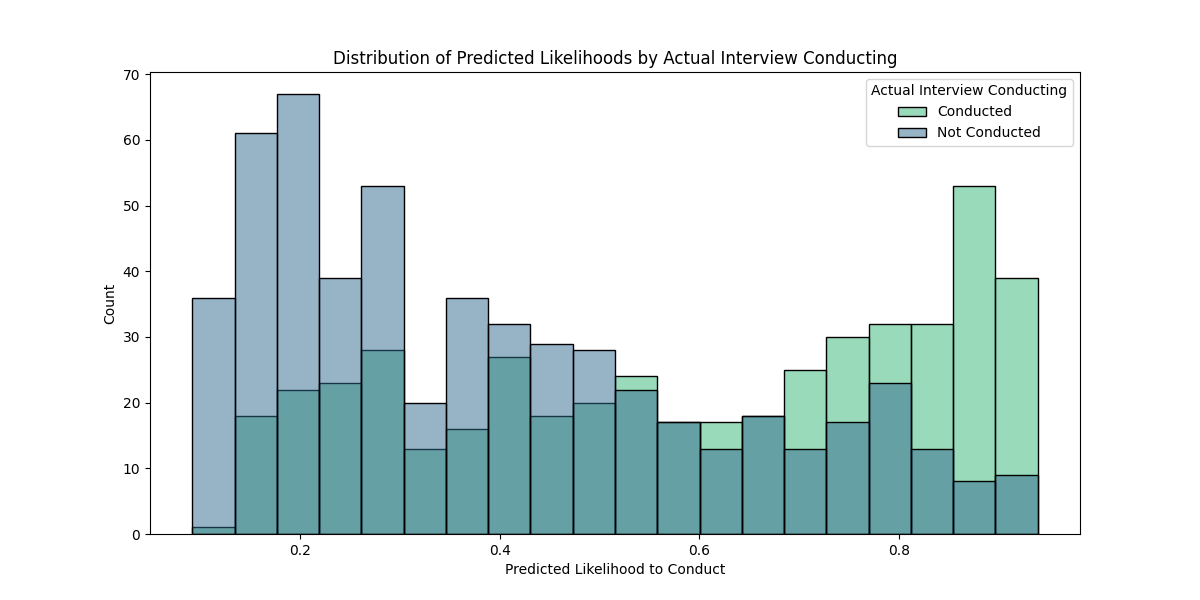 Distribution of Predicted Likelihoods by Actual Interview Conducting
Actual Interview Conducting
Conducted
Not Conducted
Count
70
60
50
40
30
20
10
0
0.2 0.4 0.6 0.8
Predicted Likelihood to Conduct